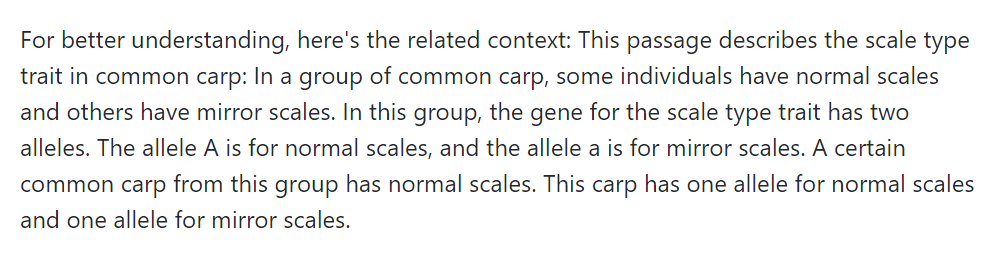 For better understanding, here's the related context: This passage describes the scale type
trait in common carp: In a group of common carp, some individuals have normal scales
and others have mirror scales. In this group, the gene for the scale type trait has two
alleles. The allele A is for normal scales, and the allele a is for mirror scales. A certain
common carp from this group has normal scales. This carp has one allele for normal scales
and one allele for mirror scales.